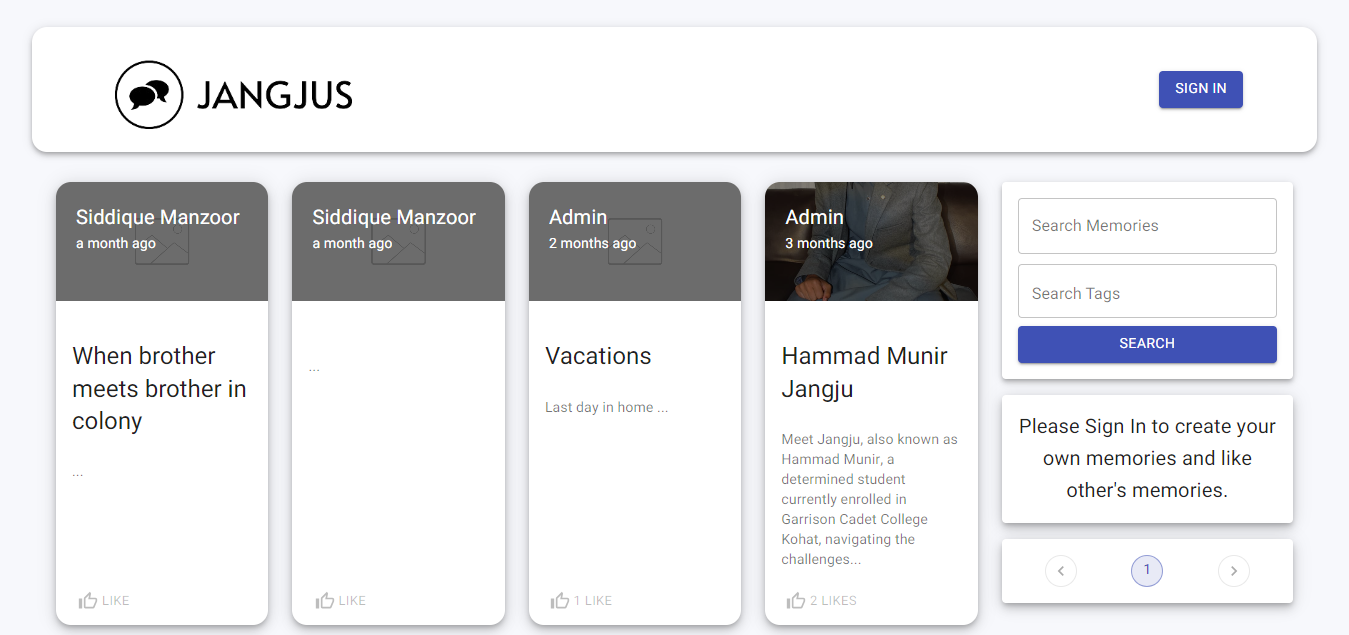 JANGJUS
SIGN IN
Siddique Manzoor
a month ago
When brother
meets brother in
colony
...
LIKE
Siddique Manzoor
a month ago
...
LIKE
Admin
2 months ago
Vacations
Last day in home ...
1 LIKE
Admin
3 months ago
Hammad Munir
Jangju
Meet Jangju, also known as
Hammad Munir, a
determined student
currently enrolled in
Garrison Cadet College
Kohat, navigating the
challenges...
2 LIKES
Search Memories
Search Tags
SEARCH
Please Sign In to create your
own memories and like
other's memories.
1